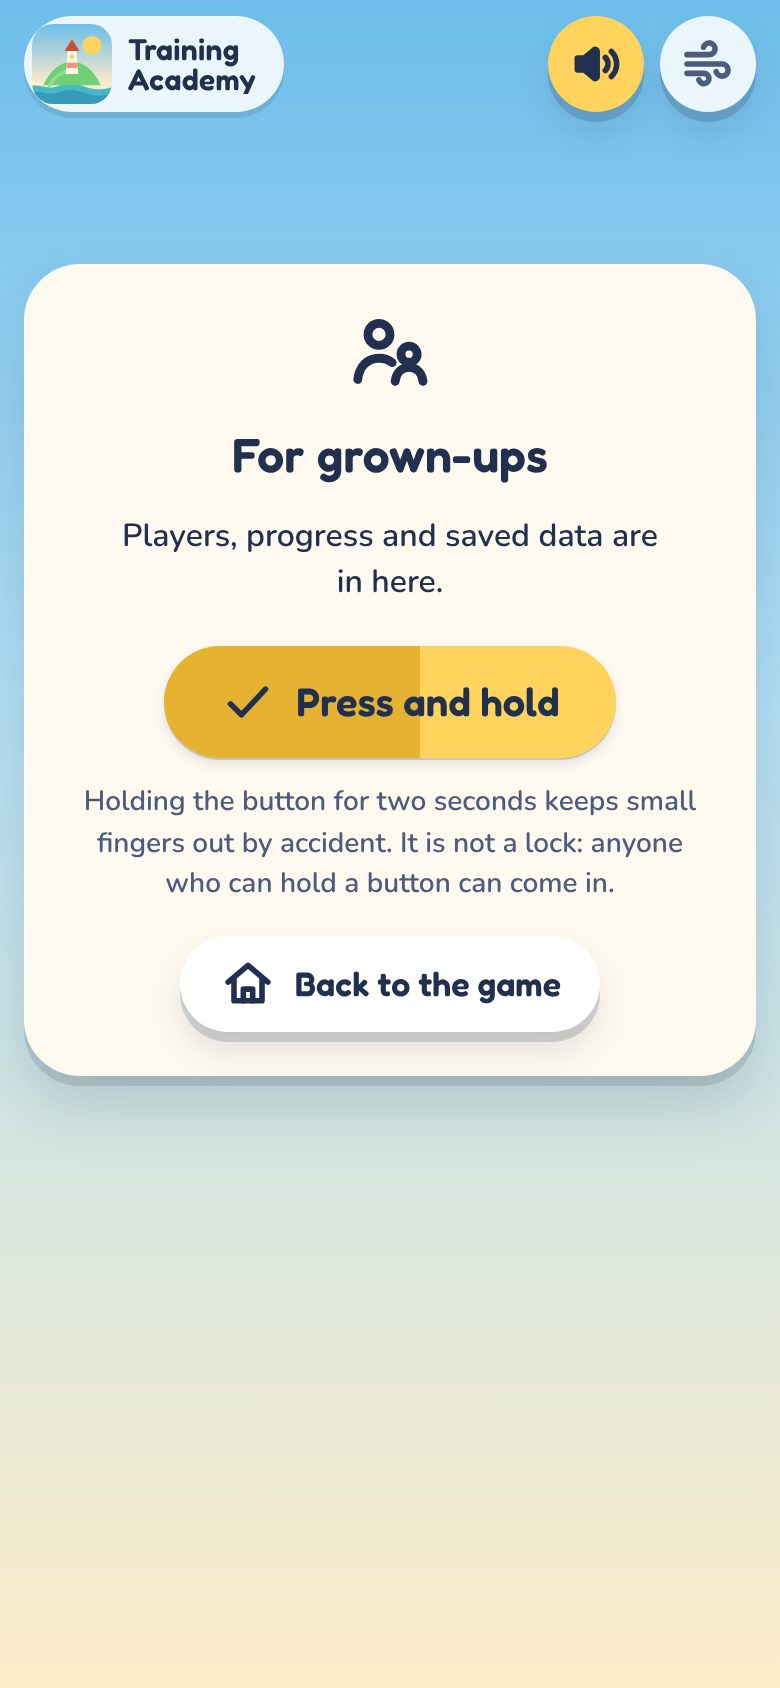 Training
Academy
For grown-ups
Players, progress and saved data are
in here.
Press and hold
Holding the button for two seconds keeps small
fingers out by accident. It is not a lock: anyone
who can hold a button can come in.
Back to the game